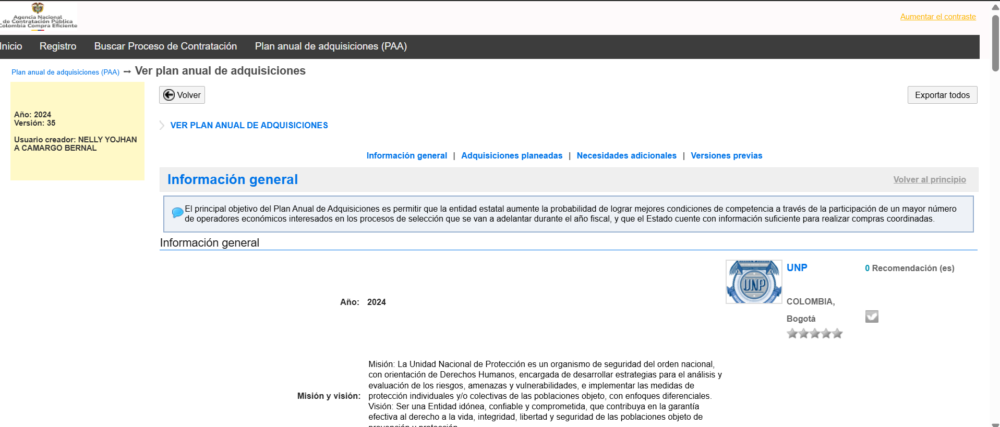 Agencia Nacional
de Contratación Pública
Colombia Compra Eficiente
Aumentar el contraste
Inicio
Registro
Buscar Proceso de Contratación
Plan anual de adquisiciones (PAA)
Plan anual de adquisiciones (PAA) → Ver plan anual de adquisiciones
Año: 2024
Versión: 35
Usuario creador: NELLY YOJHAN
A CAMARGO BERNAL
Volver
Exportar todos
VER PLAN ANUAL DE ADQUISICIONES
Información general | Adquisiciones planeadas | Necesidades adicionales | Versiones previas
Información general
Volver al principio
El principal objetivo del Plan Anual de Adquisiciones es permitir que la entidad estatal aumente la probabilidad de lograr mejores condiciones de competencia a través de la participación de un mayor número
de operadores económicos interesados en los procesos de selección que se van a adelantar durante el año fiscal, y que el Estado cuente con información suficiente para realizar compras coordinadas.
Información general
Año: 2024
UNP
UNP
0 Recomendación (es)
COLOMBIA,
Bogotá
Misión y visión:
Misión: La Unidad Nacional de Protección es un organismo de seguridad del orden nacional,
con orientación de Derechos Humanos, encargada de desarrollar estrategias para el análisis y
evaluación de los riesgos, amenazas y vulnerabilidades, e implementar las medidas de
protección individuales y/o colectivas de las poblaciones objeto, con enfoques diferenciales.
Visión: Ser una Entidad idónea, confiable y comprometida, que contribuya en la garantía
efectiva al derecho a la vida, integridad, libertad y seguridad de las poblaciones objeto de
prevención y protección